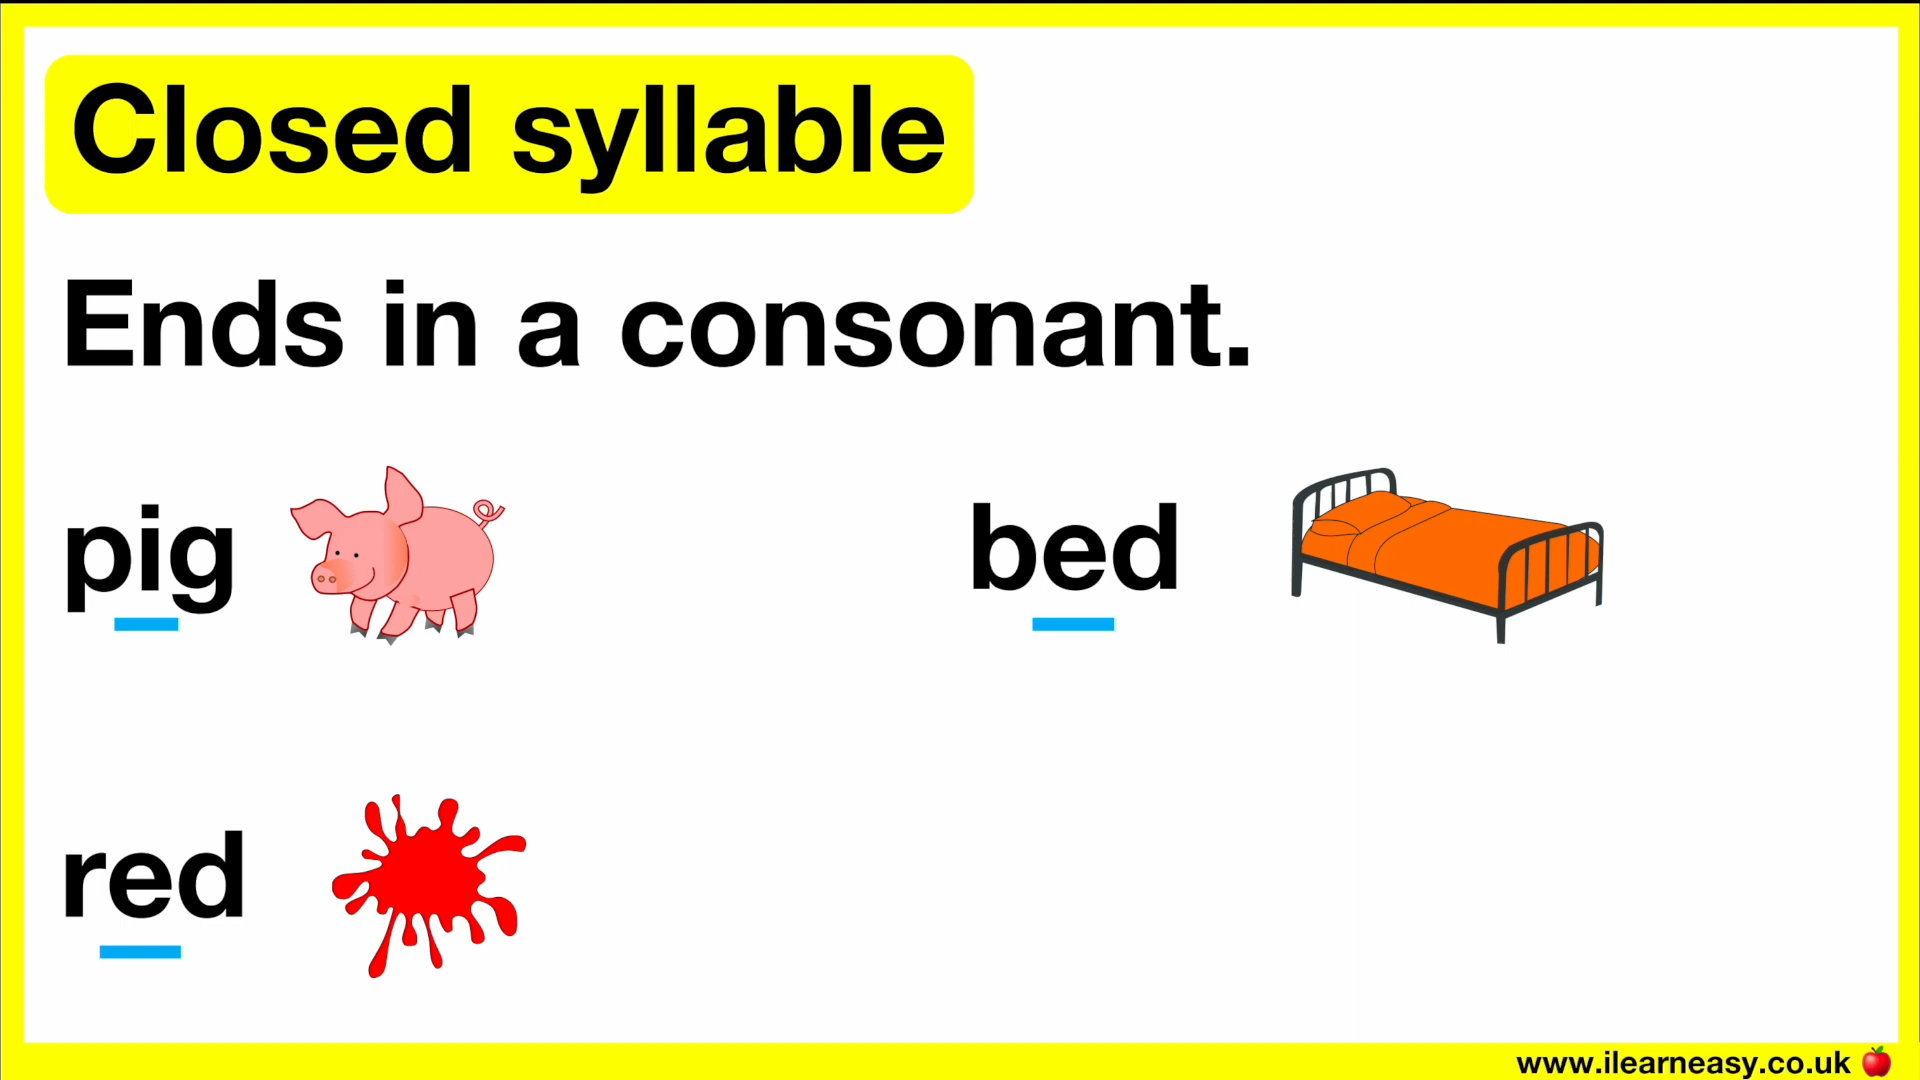 Closed syllable
Ends in a consonant.
pig
bed
red
www.ilearneasy.co.uk